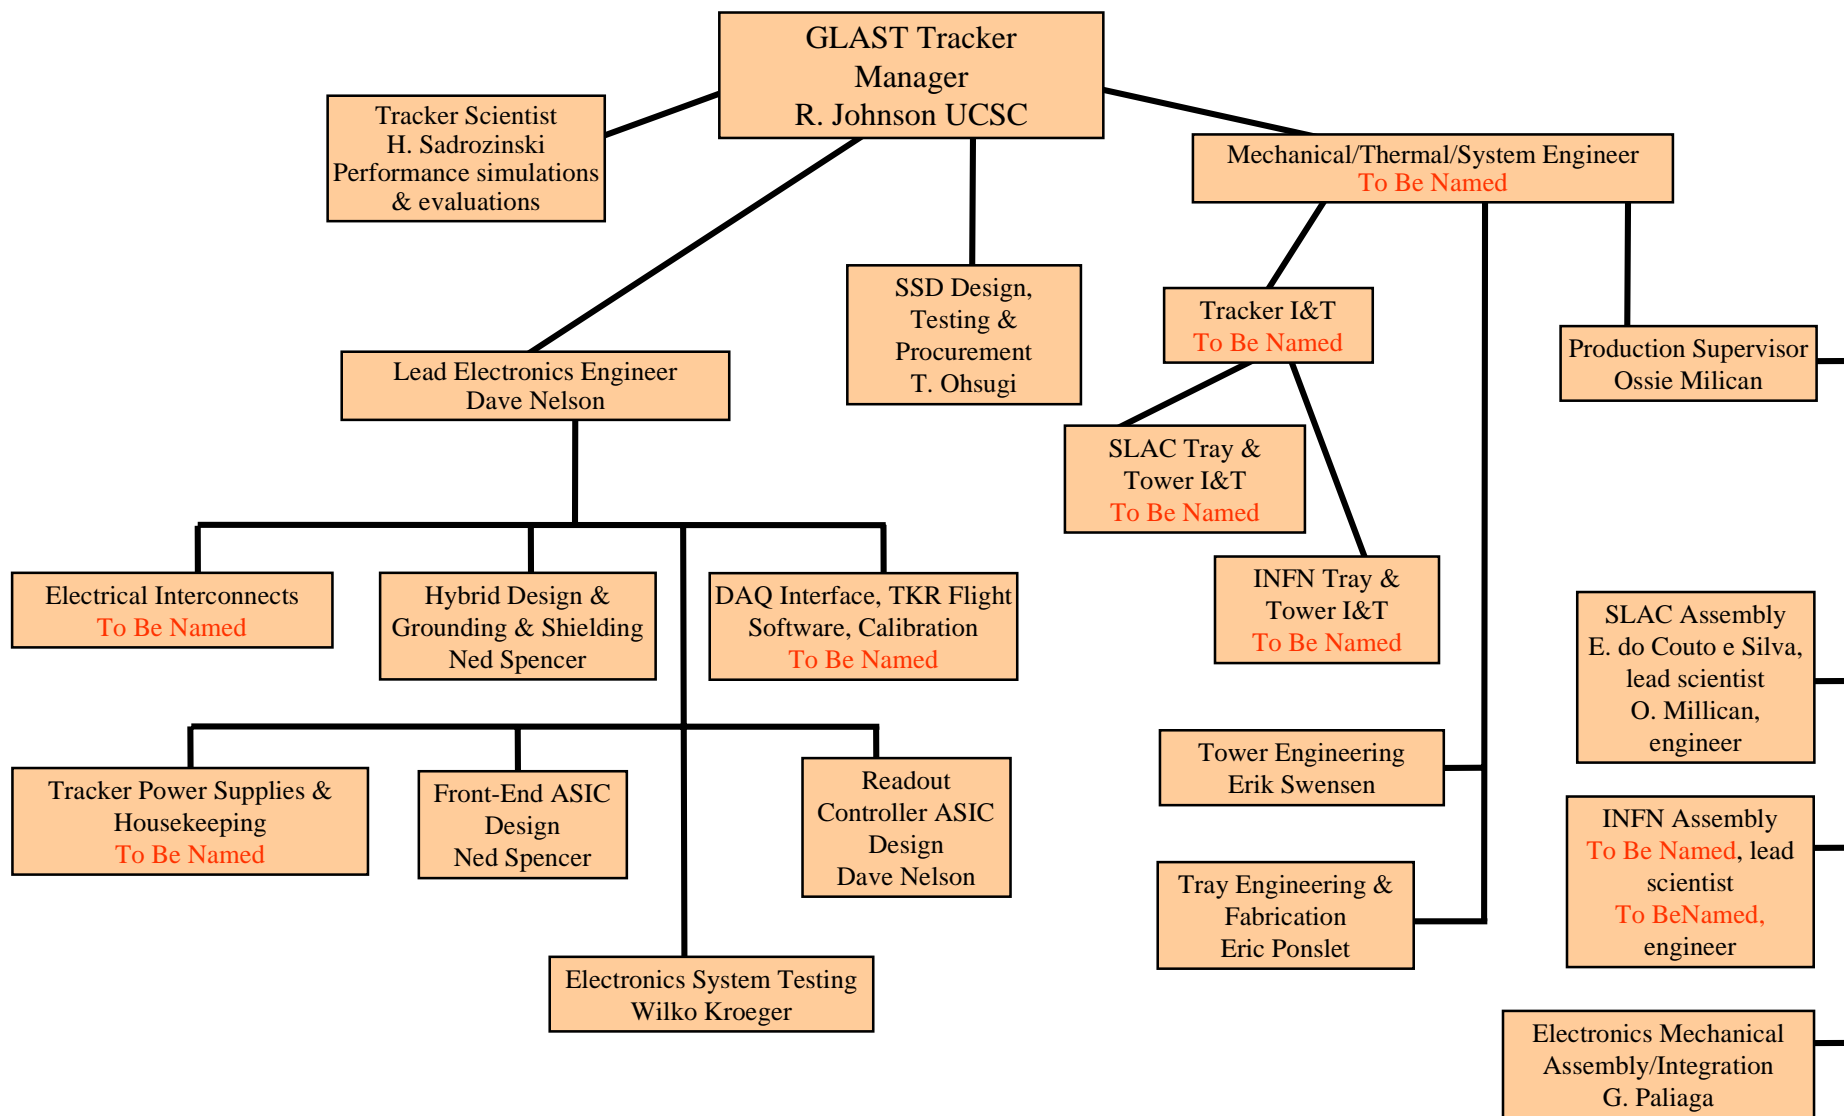 GLAST Tracker
Manager
R. Johnson UCSC
Tracker Scientist
H. Sadrozinski
Performance simulations
& evaluations
Mechanical/Thermal/System Engineer
To Be Named
SSD Design,
Testing &
Procurement
T. Ohsugi
Tracker I&T
To Be Named
Production Supervisor
Ossie Milican
Lead Electronics Engineer
Dave Nelson
SLAC Tray &
Tower I&T
To Be Named
INFN Tray &
Tower I&T
To Be Named
Electrical Interconnects
To Be Named
Hybrid Design &
Grounding & Shielding
Ned Spencer
DAQ Interface, TKR Flight
Software, Calibration
To Be Named
SLAC Assembly
E. do Couto e Silva,
lead scientist
O. Millican,
engineer
Tower Engineering
Erik Swensen
Tracker Power Supplies &
Housekeeping
To Be Named
Front-End ASIC
Design
Ned Spencer
Readout
Controller ASIC
Design
Dave Nelson
INFN Assembly
To Be Named, lead
scientist
To BeNamed,
engineer
Tray Engineering &
Fabrication
Eric Ponslet
Electronics System Testing
Wilko Kroeger
Electronics Mechanical
Assembly/Integration
G. Paliaga